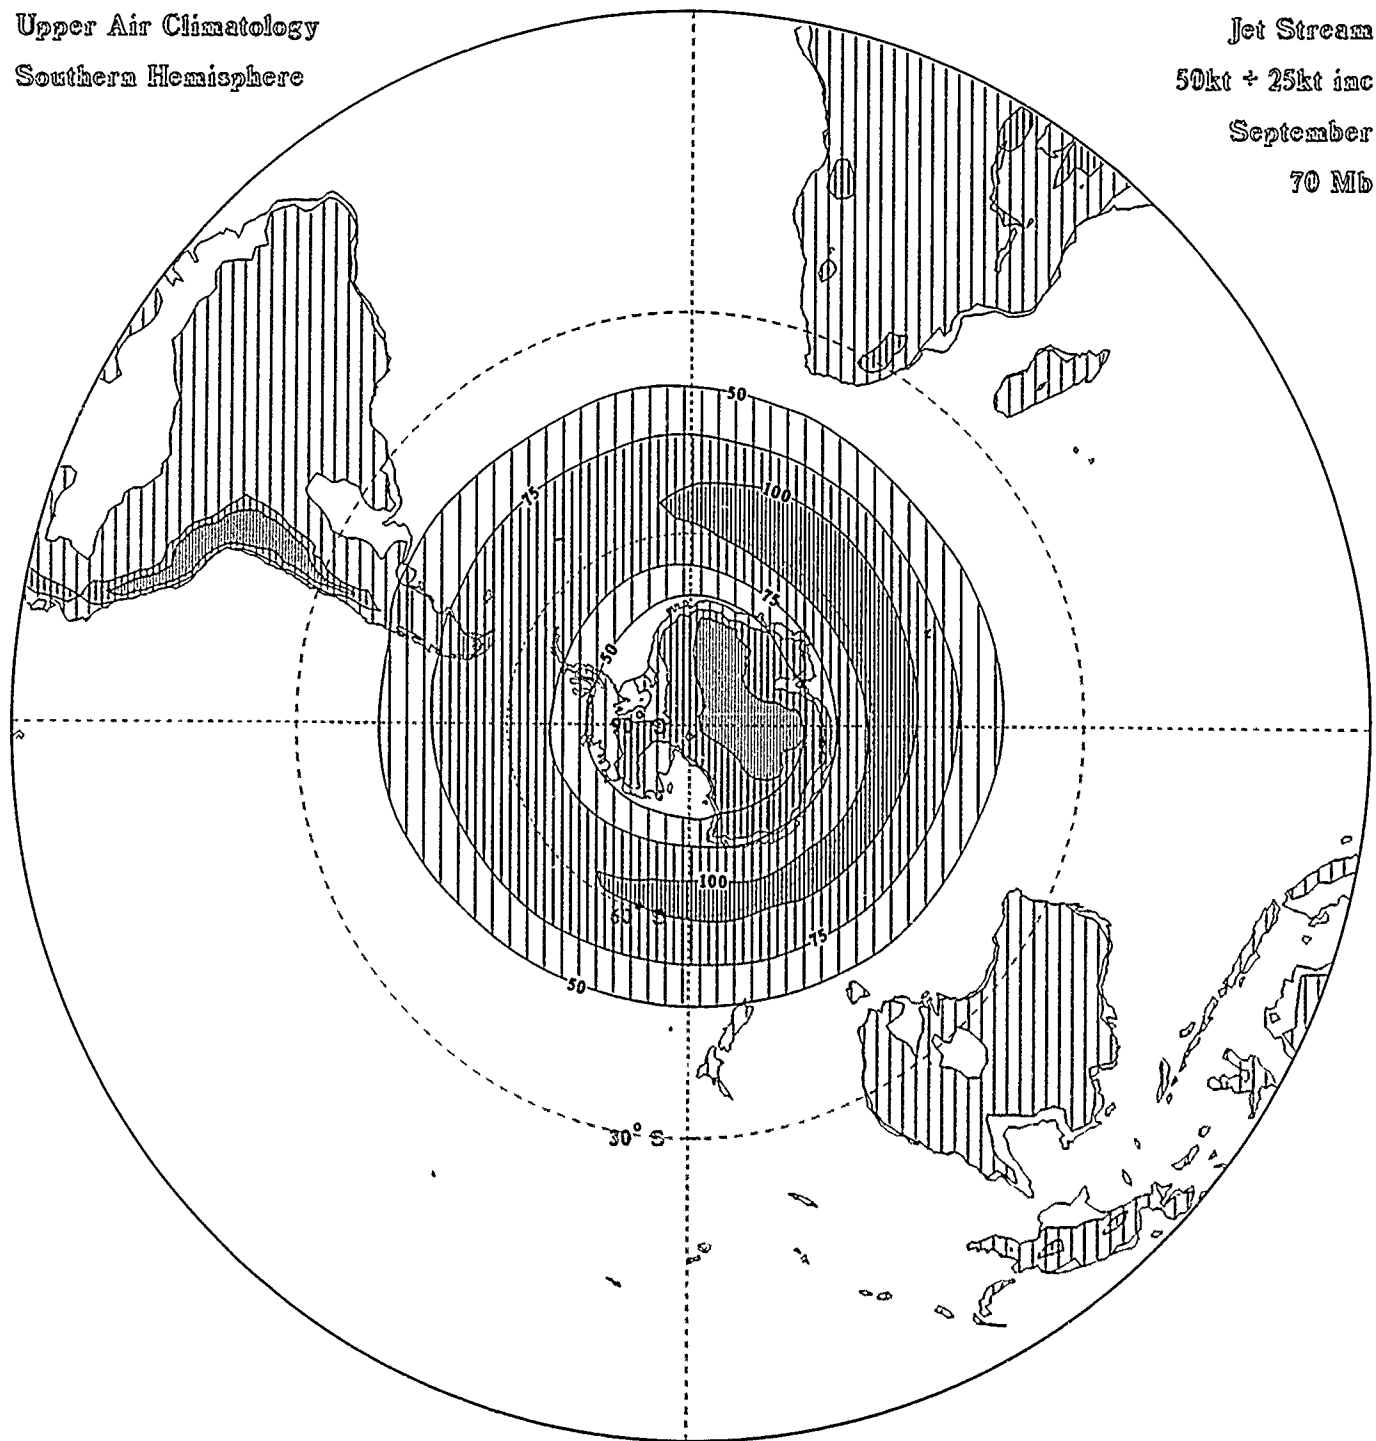 Upper Air Climatology
Southern Hemisphere
Jet Stream
50kt + 25kt inc
September
70 Mb
50
75
100
75
50
90° S
100
60° S
75
50
30° S